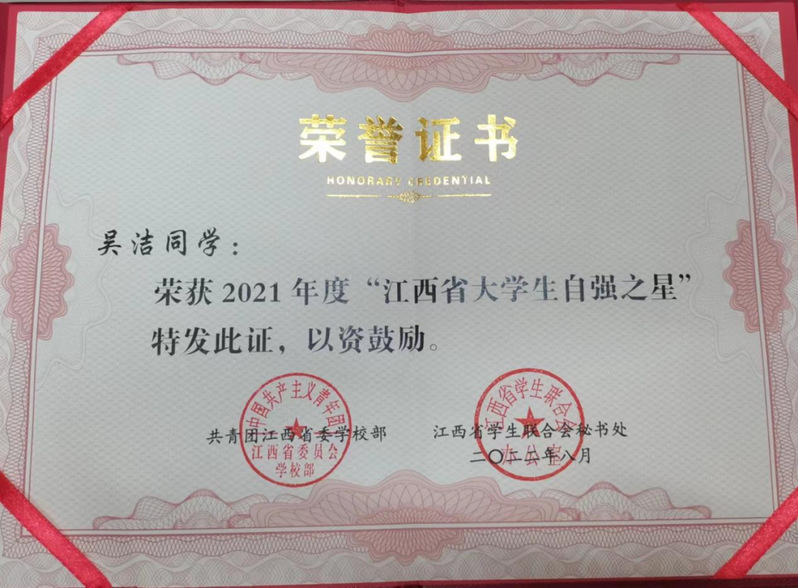 荣誉证书
HONORARY CREDENTIAL
吴洁同学：
荣获2021年度“江西省大学生自强之星”
特发此证，以资鼓励。
共青团江西省委学校部
江西省学生联合会秘书处
二〇二二年八月
中国共产主义青年团
江西省委员会
学校部
江西省学生联合会
办公室